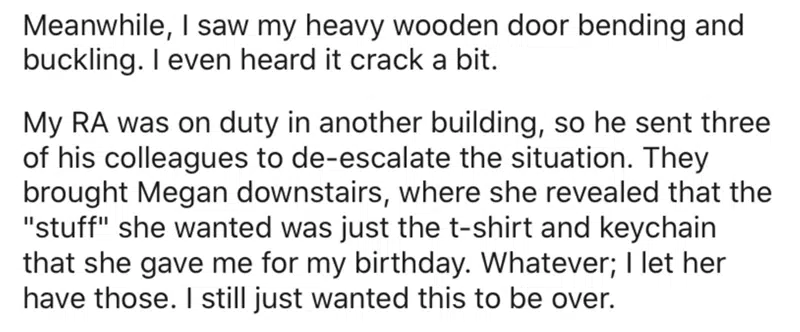 Meanwhile, I saw my heavy wooden door bending and
buckling. I even heard it crack a bit.
My RA was on duty in another building, so he sent three
of his colleagues to de-escalate the situation. They
brought Megan downstairs, where she revealed that the
"stuff" she wanted was just the t-shirt and keychain
that she gave me for my birthday. Whatever; I let her
have those. I still just wanted this to be over.